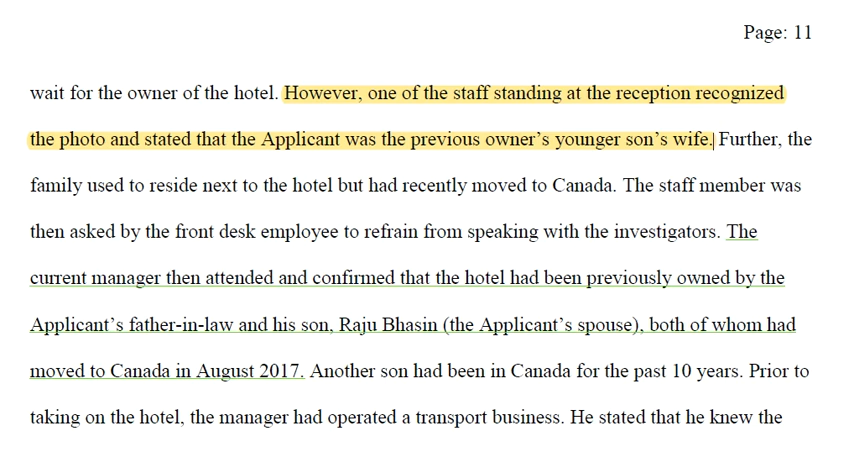 Page: 11
wait for the owner of the hotel. However, one of the staff standing at the reception recognized
the photo and stated that the Applicant was the previous owner’s younger son’s wife. Further, the
family used to reside next to the hotel but had recently moved to Canada. The staff member was
then asked by the front desk employee to refrain from speaking with the investigators. The
current manager then attended and confirmed that the hotel had been previously owned by the
Applicant’s father-in-law and his son, Raju Bhasin (the Applicant’s spouse), both of whom had
moved to Canada in August 2017. Another son had been in Canada for the past 10 years. Prior to
taking on the hotel, the manager had operated a transport business. He stated that he knew the